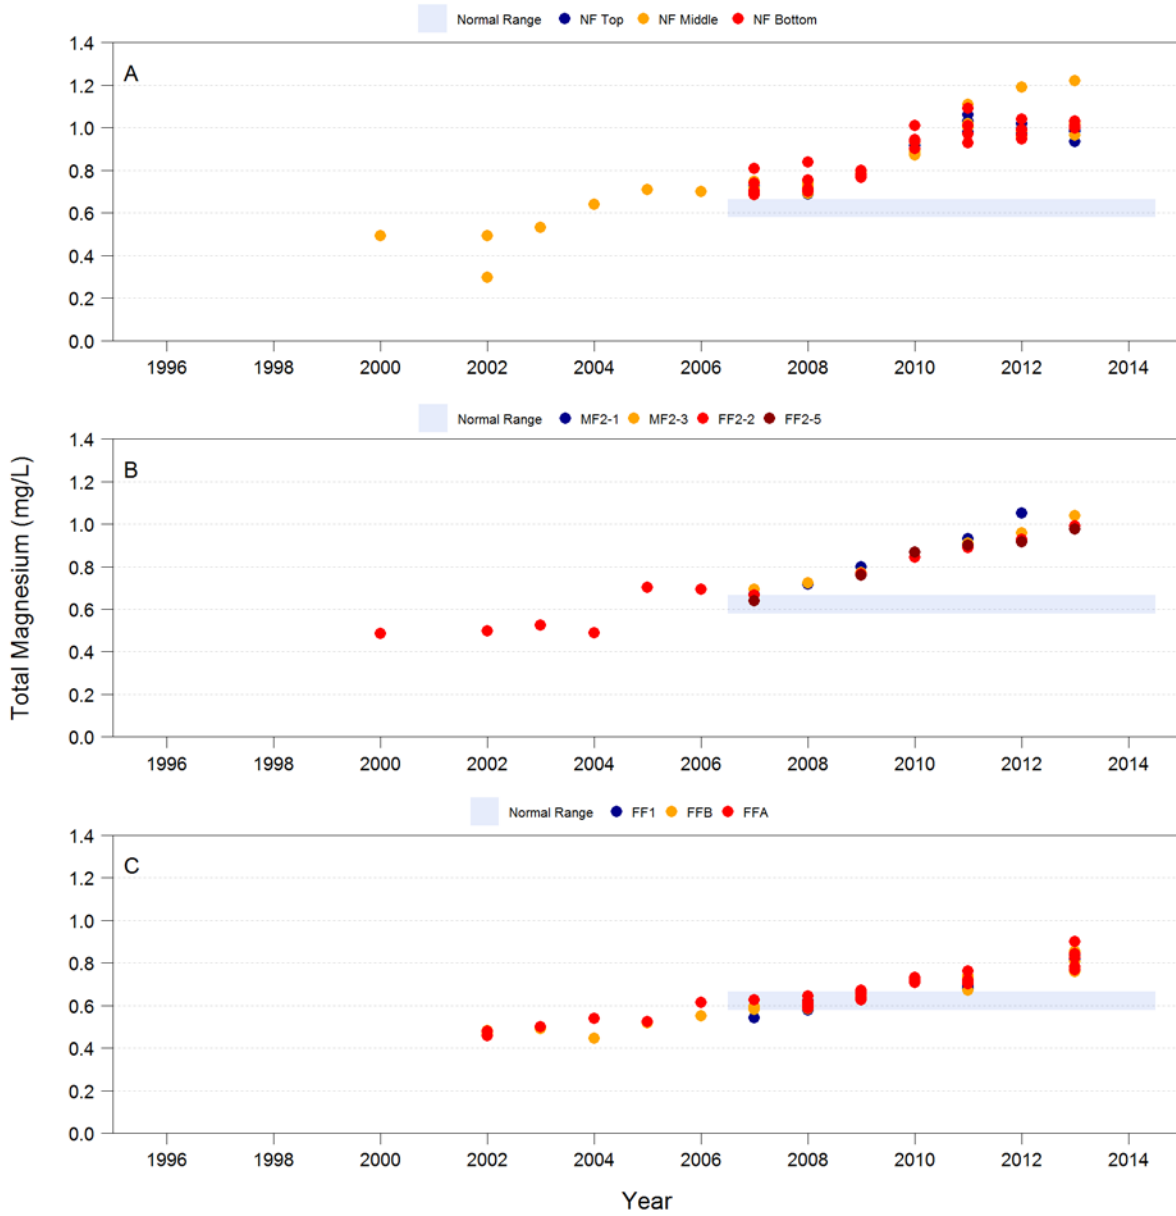 Normal Range NF Top NF Middle NF Bottom
A
1.4
1.2
1.0
0.8
0.6
0.4
0.2
0.0
1996 1998 2000 2002 2004 2006 2008 2010 2012 2014
Normal Range MF2-1 MF2-3 FF2-2 FF2-5
B
1.4
1.2
1.0
0.8
0.6
0.4
0.2
0.0
1996 1998 2000 2002 2004 2006 2008 2010 2012 2014
Total Magnesium (mg/L)
Normal Range FF1 FFB FFA
C
1.4
1.2
1.0
0.8
0.6
0.4
0.2
0.0
1996 1998 2000 2002 2004 2006 2008 2010 2012 2014
Year